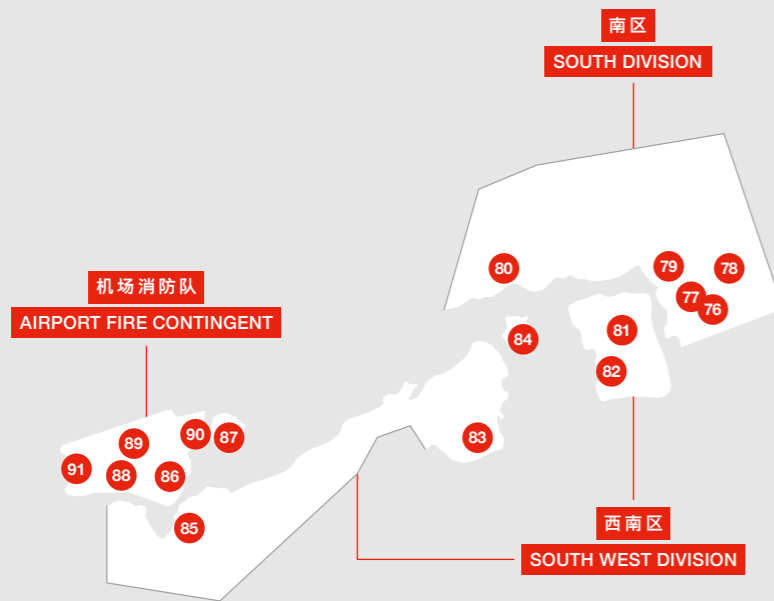 南区
SOUTH DIVISION
80
79
78
77
76
机场消防队
AIRPORT FIRE CONTINGENT
84
81
82
83
89
90
87
91
88
86
85
西南区
SOUTH WEST DIVISION